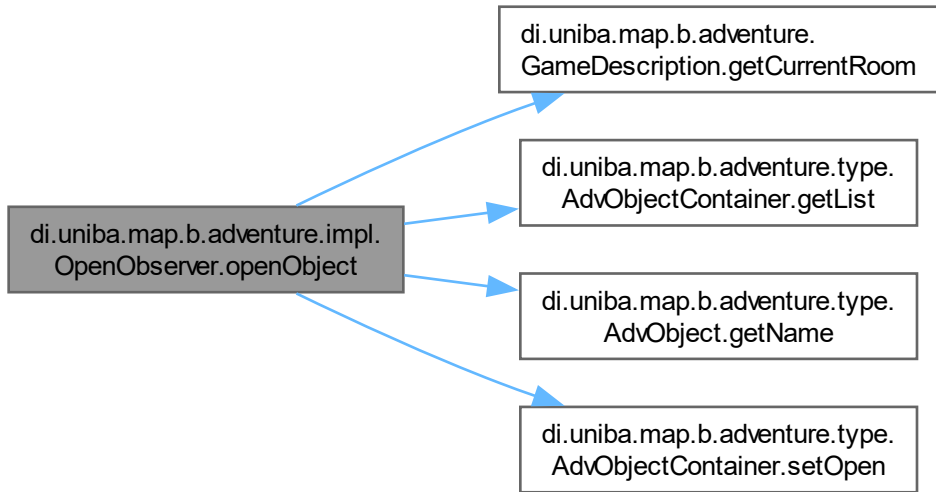 di.uniba.map.b.adventure.
GameDescription.getCurrentRoom
di.uniba.map.b.adventure.type.
AdvObjectContainer.getList
di.uniba.map.b.adventure.impl.
OpenObserver.openObject
di.uniba.map.b.adventure.type.
AdvObject.getName
di.uniba.map.b.adventure.type.
AdvObjectContainer.setOpen